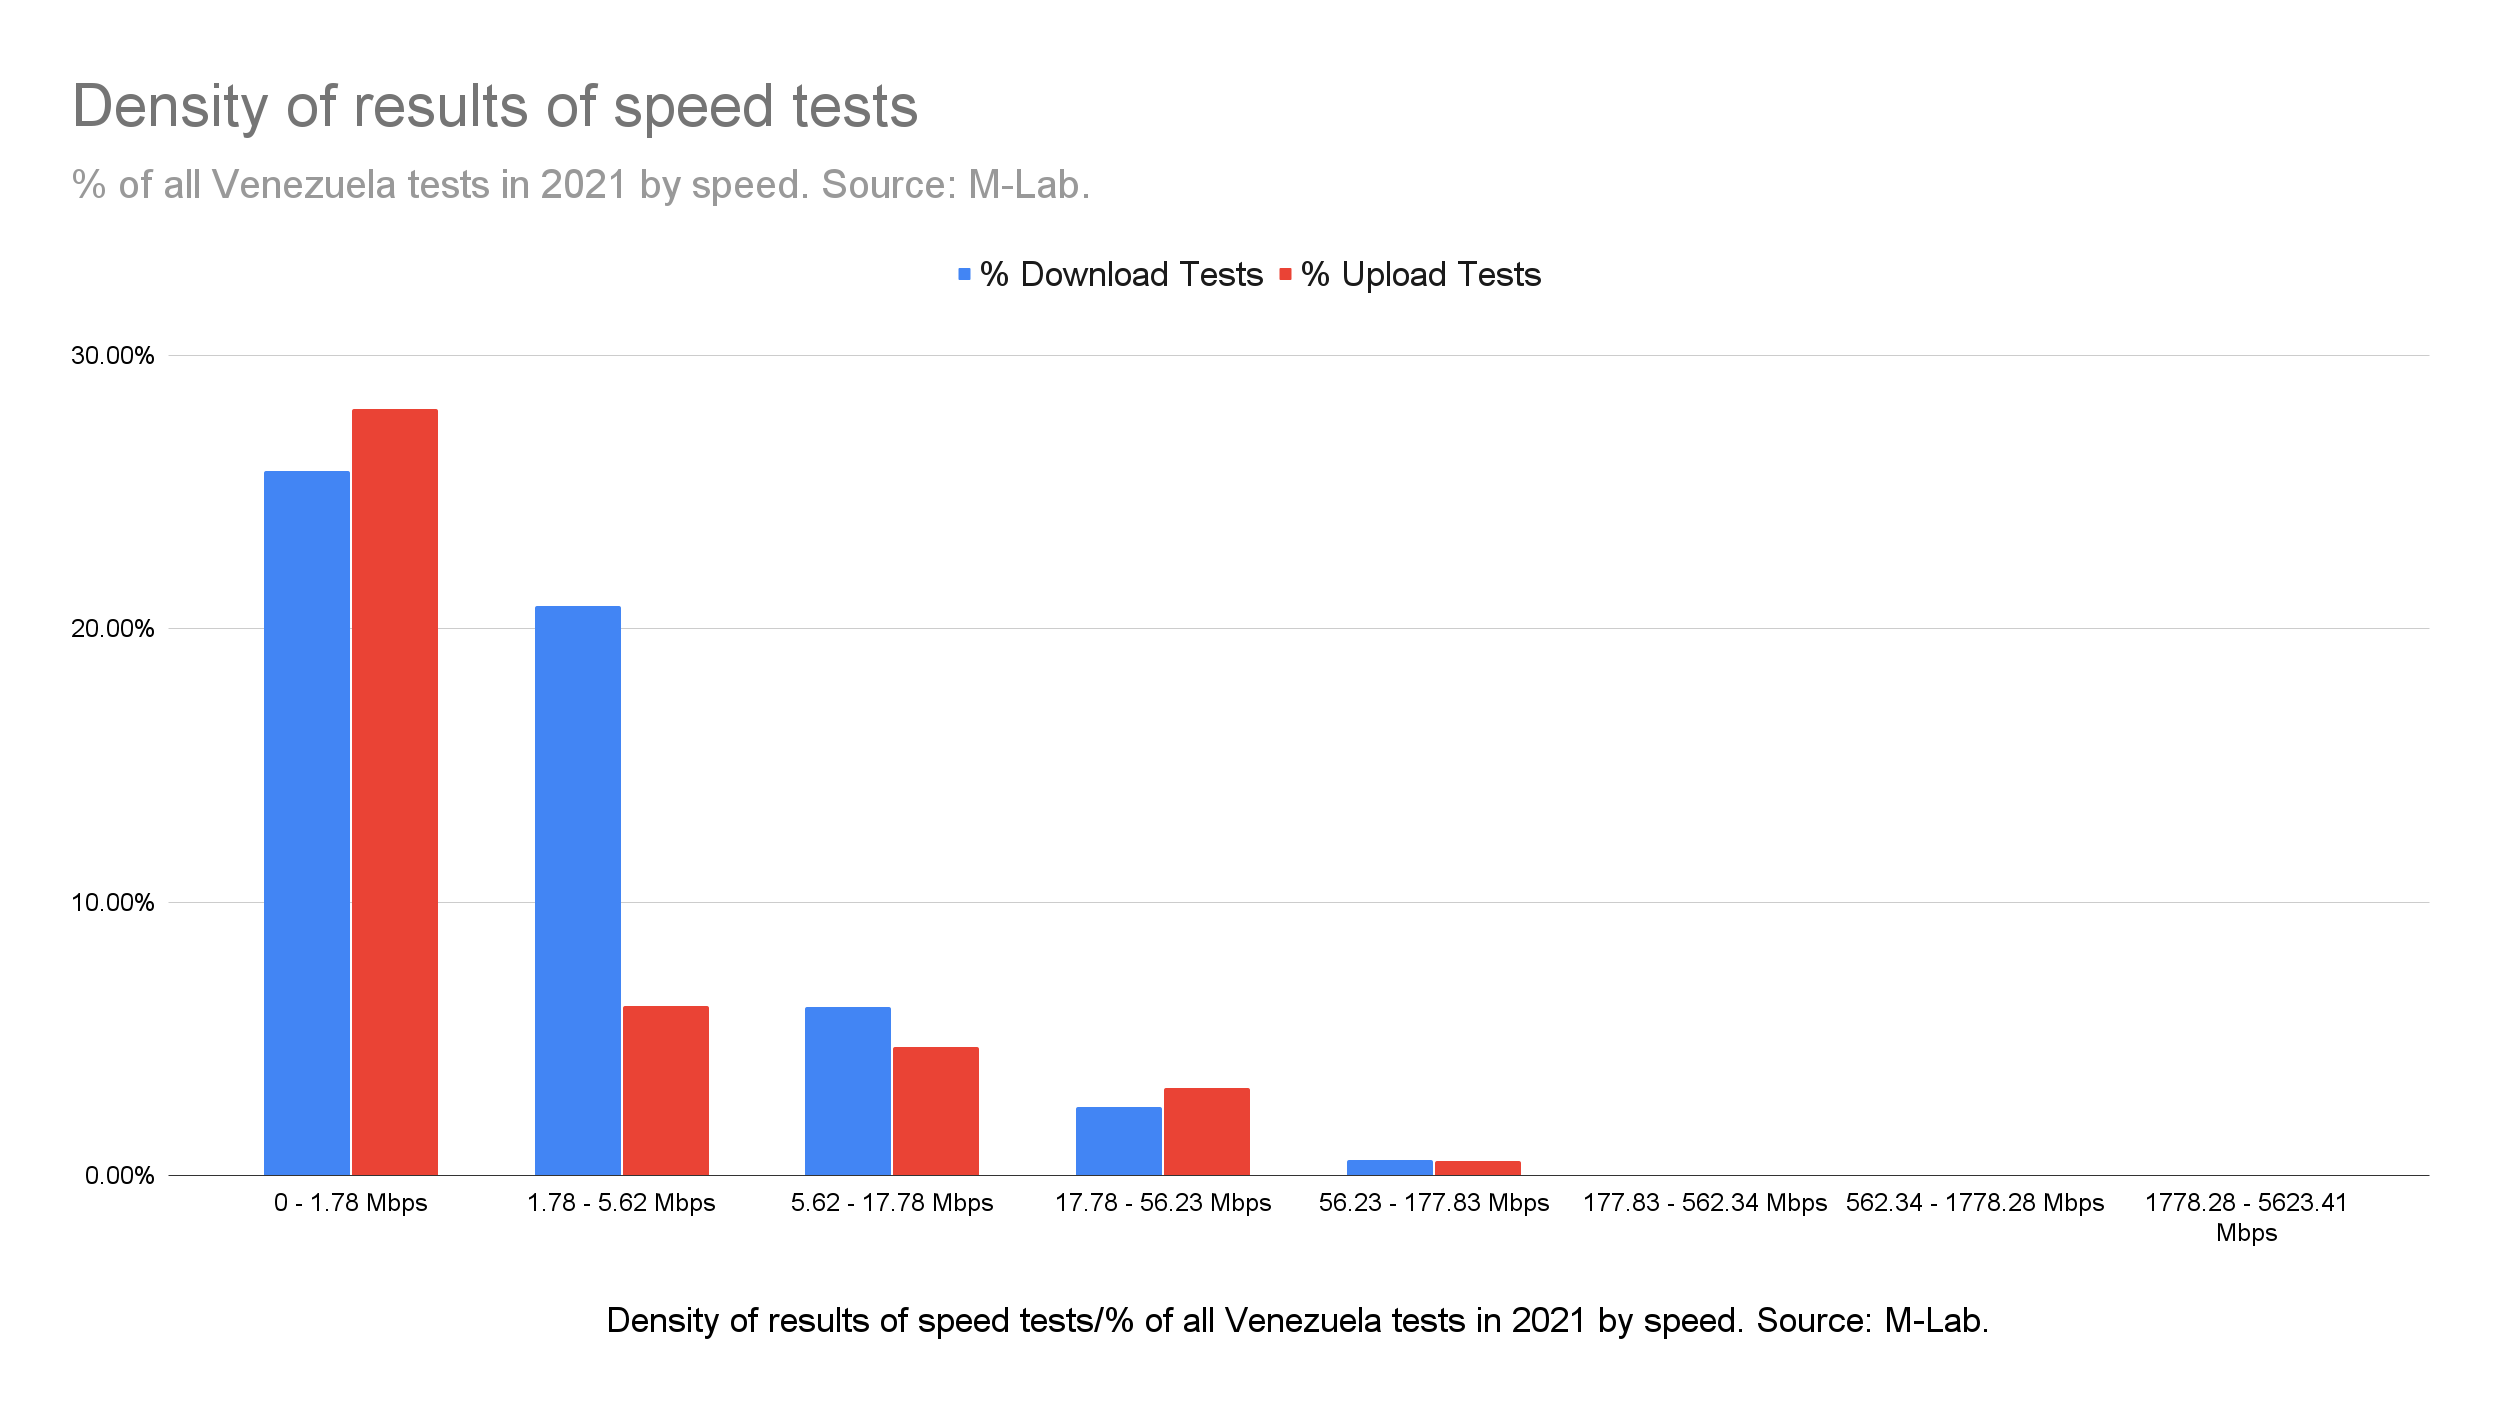 Density of results of speed tests
% of all Venezuela tests in 2021 by speed. Source: M-Lab.
% Download Tests % Upload Tests
30.00%
20.00%
10.00%
0.00%
0 - 1.78 Mbps
1.78 - 5.62 Mbps
5.62 - 17.78 Mbps
17.78 - 56.23 Mbps
56.23 - 177.83 Mbps
177.83 - 562.34 Mbps
562.34 - 1778.28 Mbps
1778.28 - 5623.41
Mbps
Density of results of speed tests/% of all Venezuela tests in 2021 by speed. Source: M-Lab.